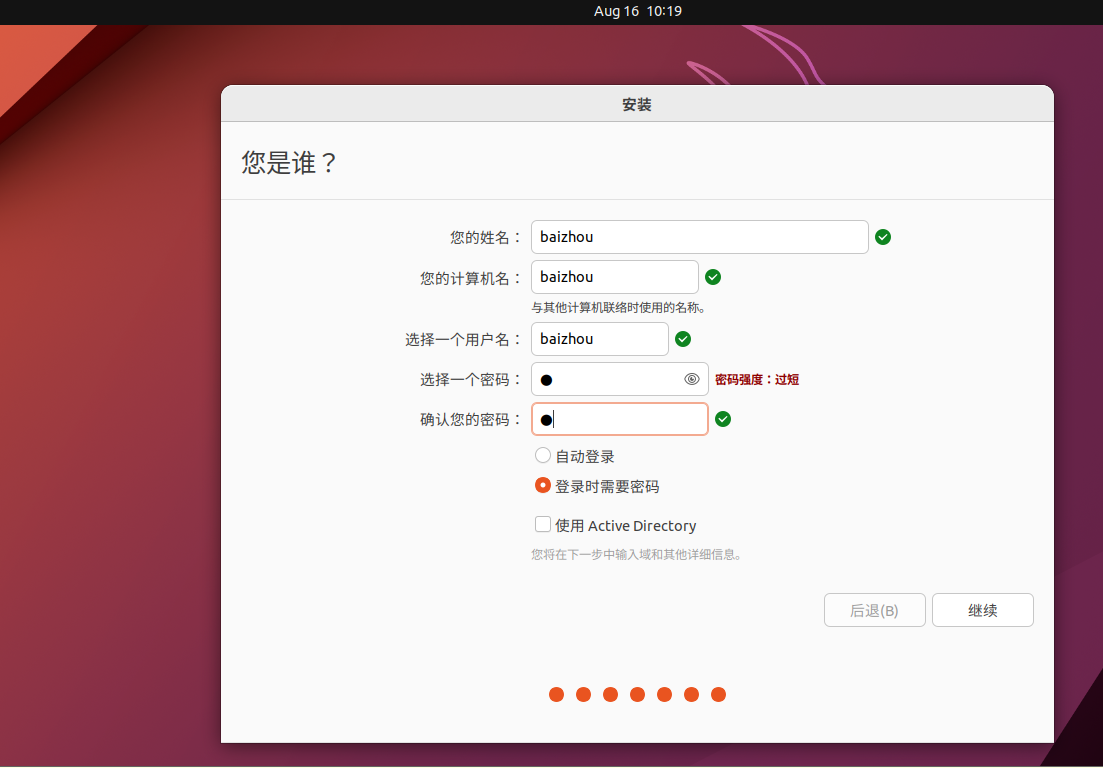 Aug 16 10:19
安装
您是谁？
您的姓名： baizhou
您的计算机名： baizhou
与其他计算机联络时使用的名称。
选择一个用户名： baizhou
选择一个密码： ● 密码强度：过短
确认您的密码： ●
自动登录
登录时需要密码
使用 Active Directory
您将在下一步中输入域和其他详细信息。
后退(B) 继续